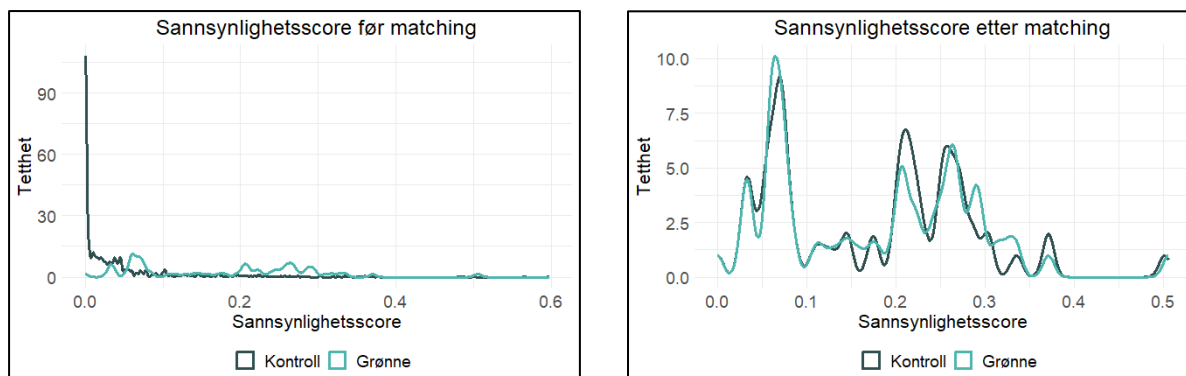 Sannsynlighetsscore før matching
Tetthet
90
60
30
0
0.0 0.2 0.4 0.6
Sannsynlighetsscore
Kontroll Grønne
Sannsynlighetsscore etter matching
Tetthet
10.0
7.5
5.0
2.5
0.0
0.0 0.1 0.2 0.3 0.4 0.5
Sannsynlighetsscore
Kontroll Grønne